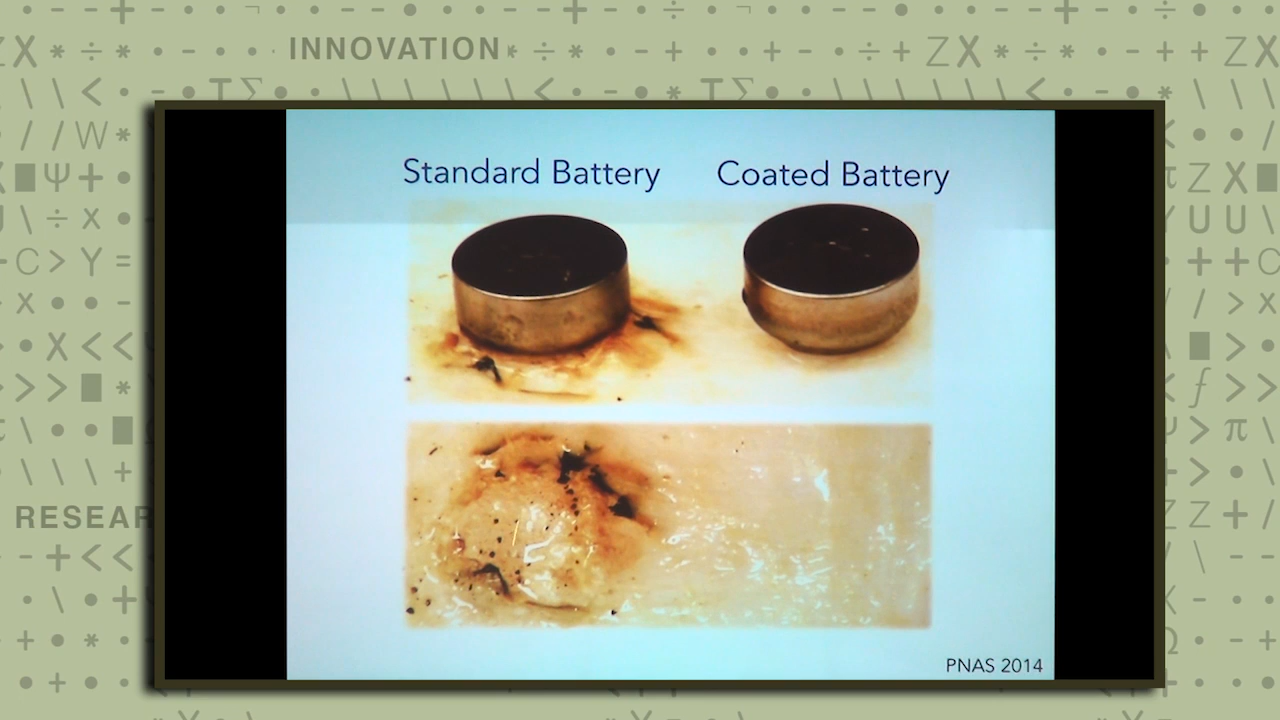 INNOVATION
Standard Battery
Coated Battery
RESEAR
PNAS 2014